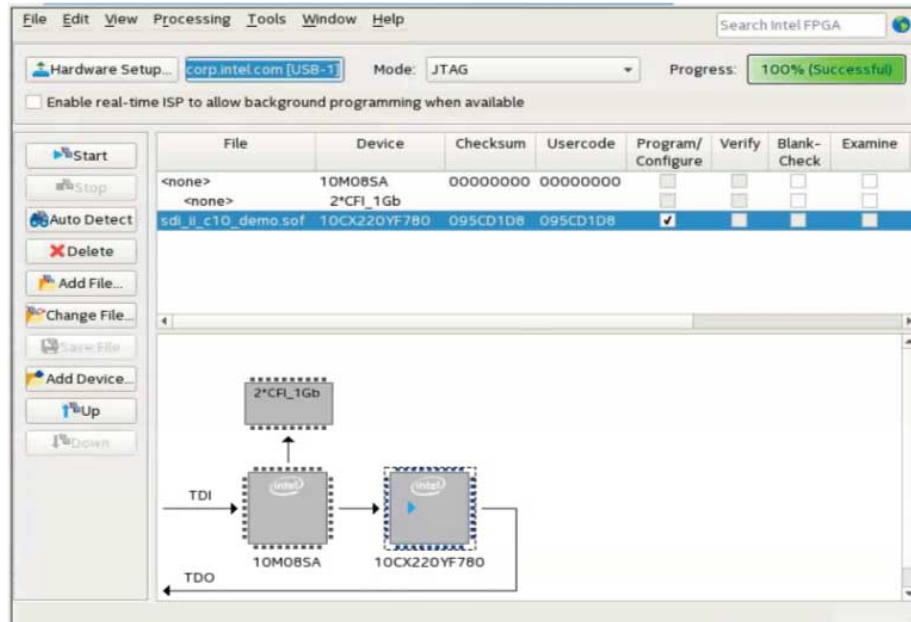 File Edit View Processing Tools Window Help
Search Intel FPGA
Hardware Setup... corp.intel.com [USB-1] Mode: JTAG Progress: 100% (Successful)
Enable real-time ISP to allow background programming when available
Start
Stop
Auto Detect
Delete
Add File...
Change File...
Save File
Add Device...
Up
Down
File Device Checksum Usercode Program/ Verify Blank- Examine
Configure Check
<none> 10M08SA 00000000 00000000
<none> 2*CFI_1Gb
sdi_ii_c10_demo.sof 10CX220YF780 095CD1D8 095CD1D8
2*CFI_1Gb
intel intel
TDI
10M08SA 10CX220YF780
TDO